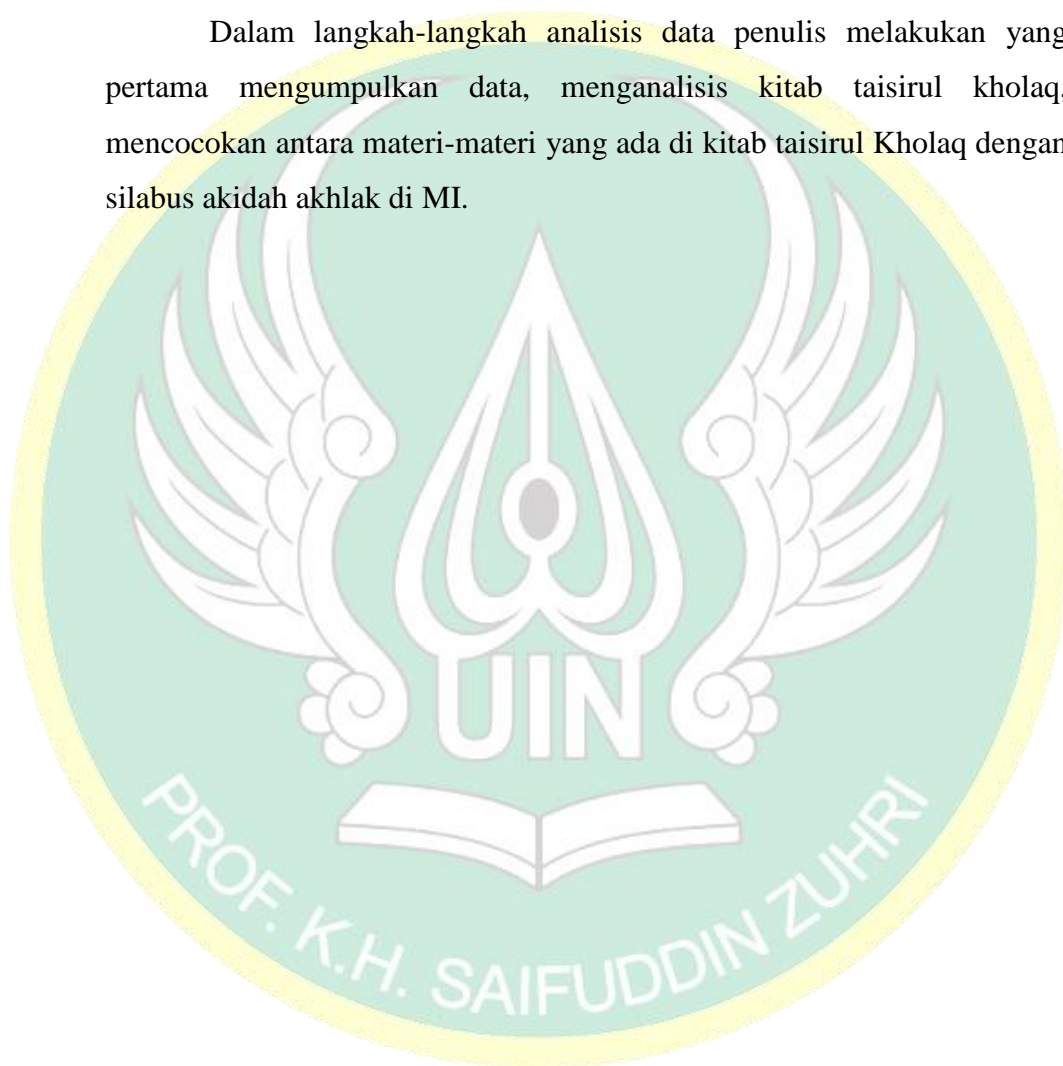 Dalam langkah-langkah analisis data penulis melakukan yang
pertama mengumpulkan data, menganalisis kitab taisirul kholaq,
mencocokan antara materi-materi yang ada di kitab taisirul Kholaq dengan
silabus akidah akhlak di MI.
UIN
PROF. K.H. SAIFUDDIN ZUHRI